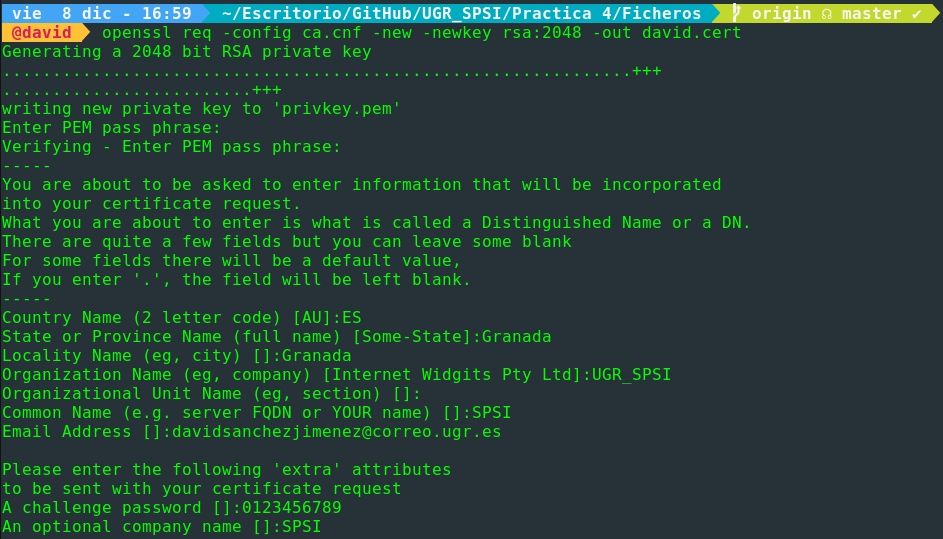 vie  8 dic - 16:59  ~/Escritorio/GitHub/UGR_SPSI/Practica 4/Ficheros  origin ☊ master ✔
@david  openssl req -config ca.cnf -new -newkey rsa:2048 -out david.cert
Generating a 2048 bit RSA private key
...............................................................+++
.........................+++
writing new private key to 'privkey.pem'
Enter PEM pass phrase:
Verifying - Enter PEM pass phrase:
-----
You are about to be asked to enter information that will be incorporated
into your certificate request.
What you are about to enter is what is called a Distinguished Name or a DN.
There are quite a few fields but you can leave some blank
For some fields there will be a default value,
If you enter '.', the field will be left blank.
-----
Country Name (2 letter code) [AU]:ES
State or Province Name (full name) [Some-State]:Granada
Locality Name (eg, city) []:Granada
Organization Name (eg, company) [Internet Widgits Pty Ltd]:UGR_SPSI
Organizational Unit Name (eg, section) []:
Common Name (e.g. server FQDN or YOUR name) []:SPSI
Email Address []:davidsanchezjimenez@correo.ugr.es

Please enter the following 'extra' attributes
to be sent with your certificate request
A challenge password []:0123456789
An optional company name []:SPSI